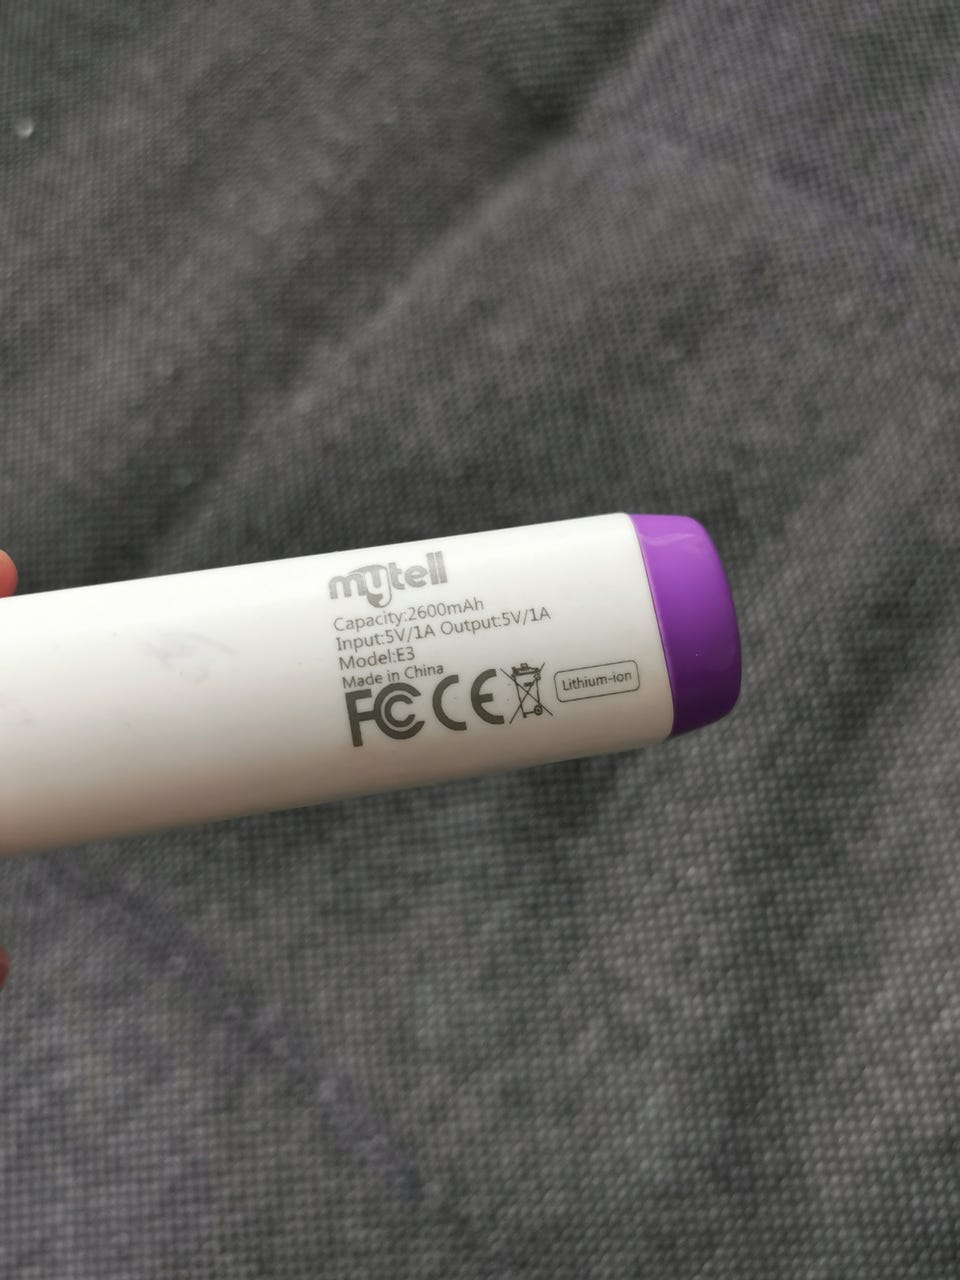 mytell
Capacity:2600mAh
Input:5V/1A Output:5V/1A
Model:E3
Made in China
FC CE Lithium-ion